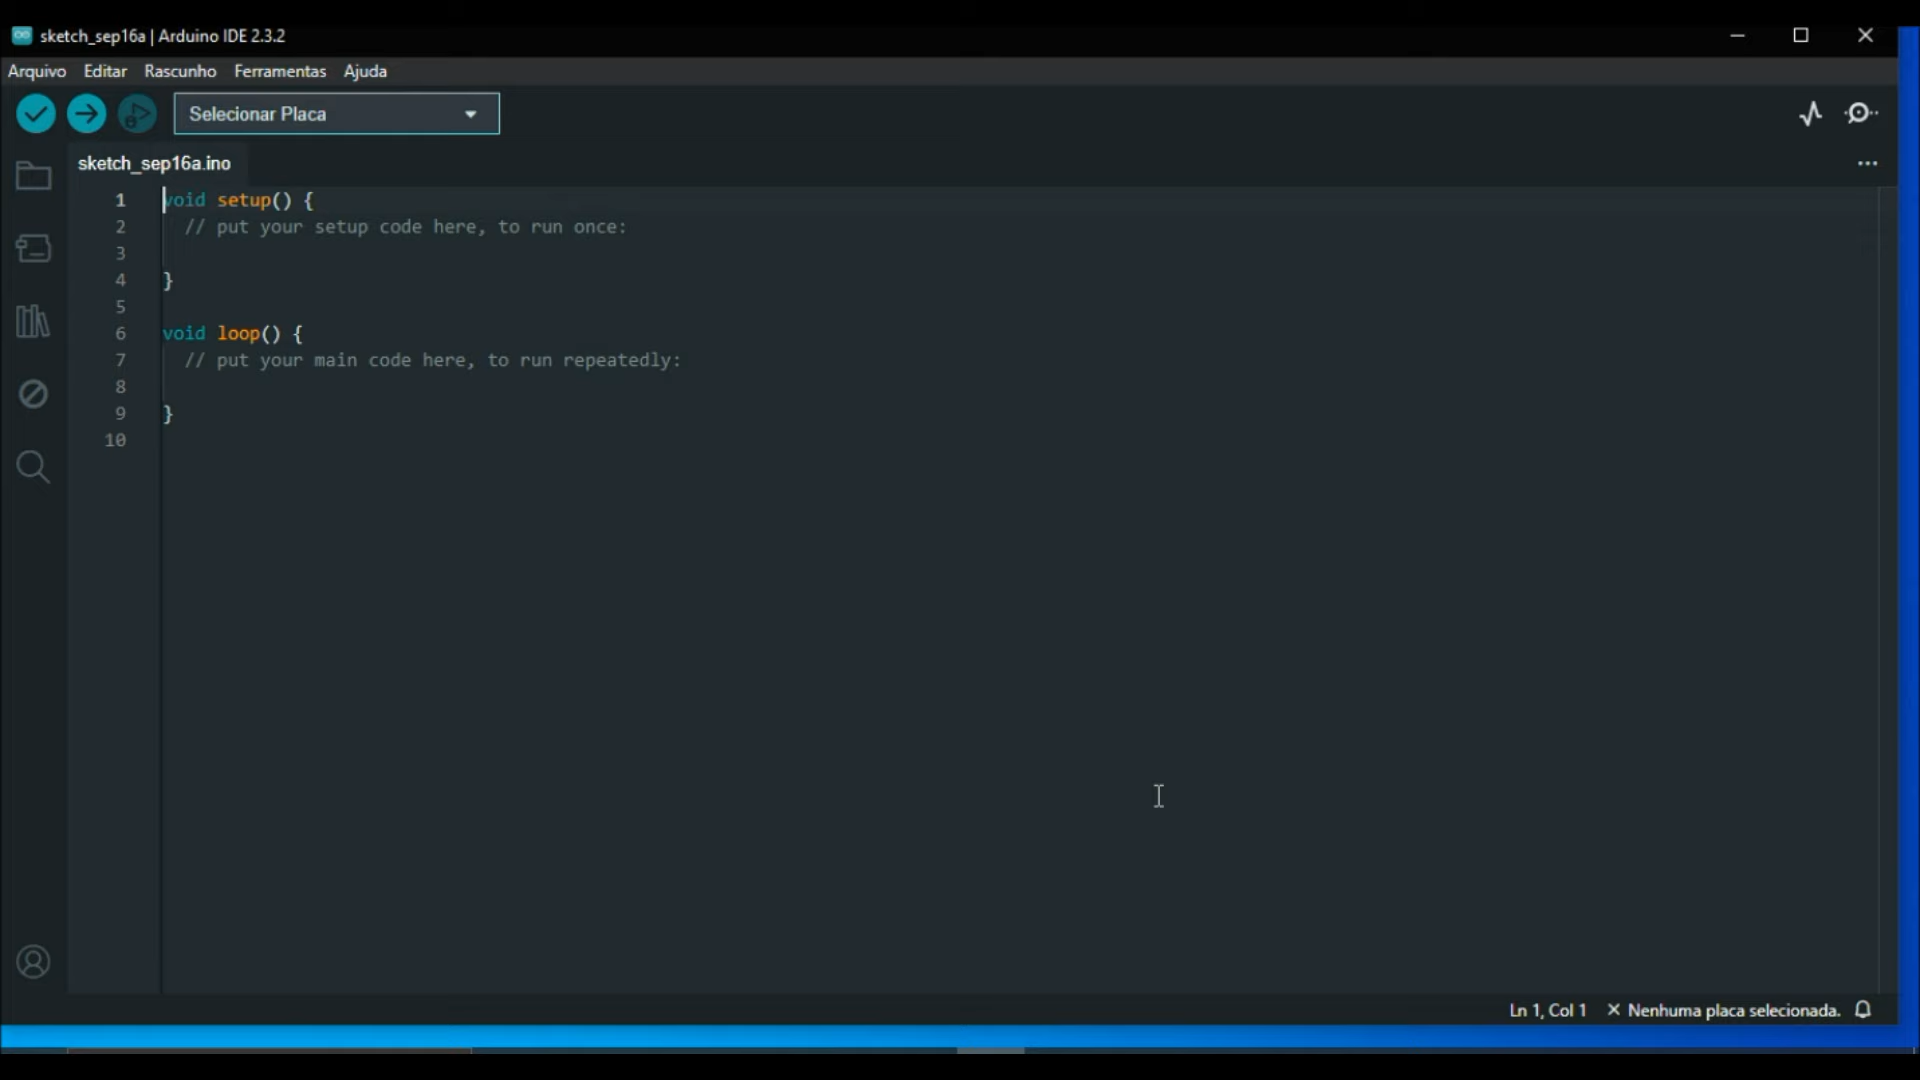 sketch_sep16a | Arduino IDE 2.3.2
Arquivo Editar Rascunho Ferramentas Ajuda
Selecionar Placa
sketch_sep16a.ino
1 void setup() {
2 // put your setup code here, to run once:
3
4 }
5
6 void loop() {
7 // put your main code here, to run repeatedly:
8
9 }
10
Ln 1, Col 1 Nenhuma placa selecionada.